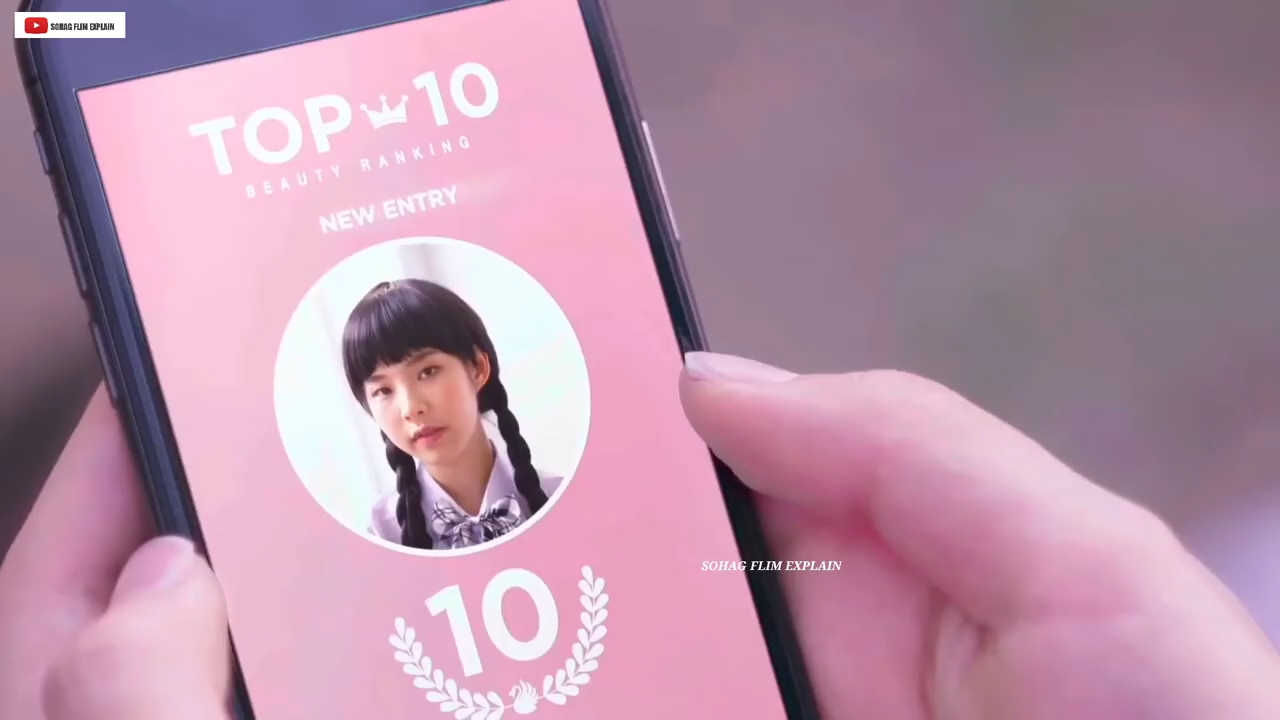 SOHAG FLIM EXPLAIN
TOP 10
BEAUTY RANKING
NEW ENTRY
10
SOHAG FLIM EXPLAIN